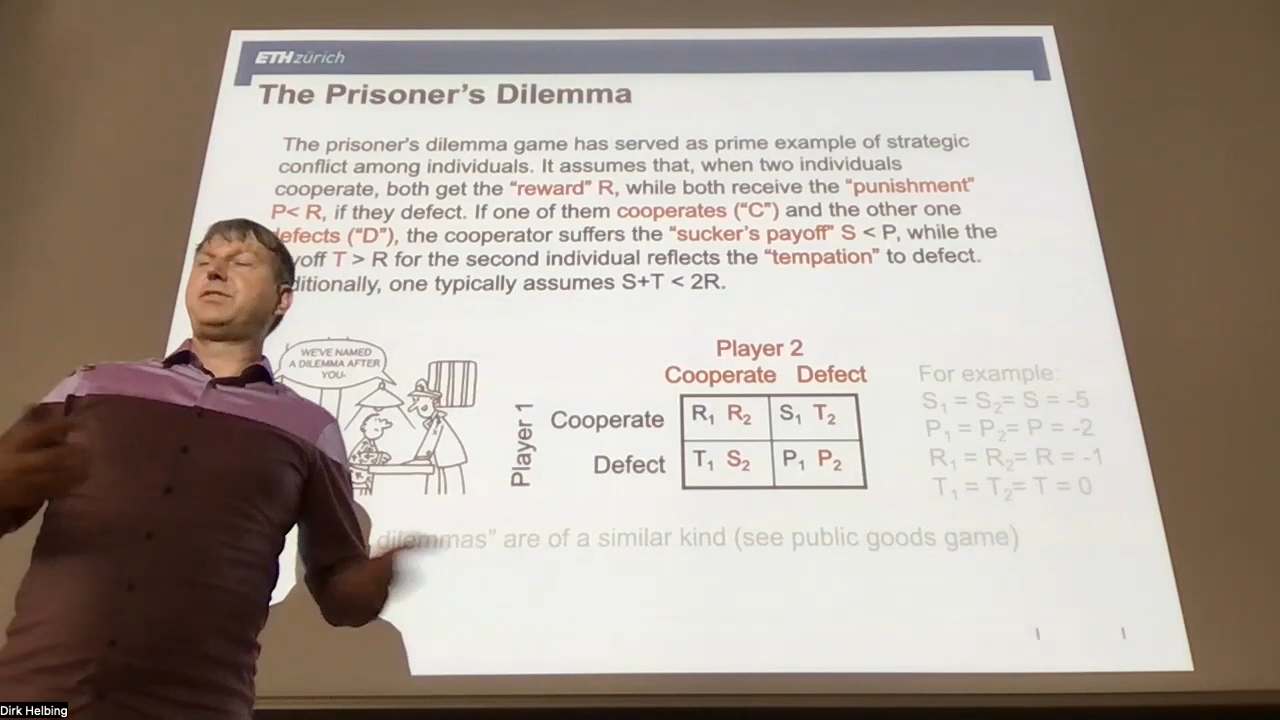 ETH zürich
The Prisoner's Dilemma
The prisoner's dilemma game has served as prime example of strategic
conflict among individuals. It assumes that, when two individuals
cooperate, both get the "reward" R, while both receive the "punishment"
P< R, if they defect. If one of them cooperates ("C") and the other one
efects ("D"), the cooperator suffers the "sucker's payoff" S < P, while the
yoff T > R for the second individual reflects the "tempation" to defect.
ditionally, one typically assumes S+T < 2R.
WE'VE NAMED
A DILEMMA AFTER
YOU.
Player 2
Cooperate Defect
Player 1
Cooperate R₁ R₂ S₁ T₂
Defect T₁ S₂ P₁ P₂
For example:
S₁ = S₂= S = -5
P₁ = P₂= P = -2
R₁ = R₂= R = -1
T₁ = T₂= T = 0
dilemmas" are of a similar kind (see public goods game)
Dirk Helbing